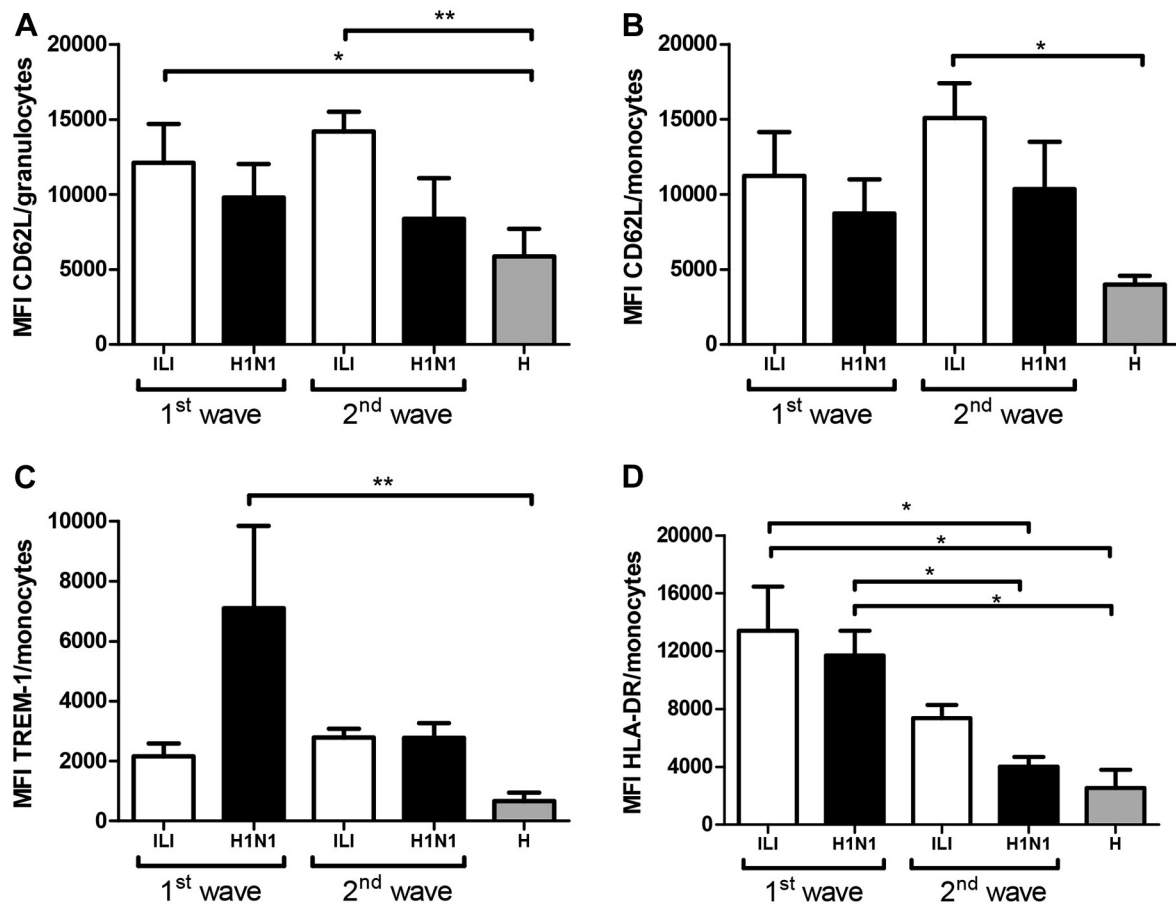 A
MFI CD62L/granulocytes
20000
15000
10000
5000
0
**
*
ILI H1N1 ILI H1N1 H
1st wave 2nd wave
B
MFI CD62L/monocytes
20000
15000
10000
5000
0
*
ILI H1N1 ILI H1N1 H
1st wave 2nd wave
C
MFI TREM-1/monocytes
10000
8000
6000
4000
2000
0
**
ILI H1N1 ILI H1N1 H
1st wave 2nd wave
D
MFI HLA-DR/monocytes
20000
16000
12000
8000
4000
0
*
*
*
*
ILI H1N1 ILI H1N1 H
1st wave 2nd wave